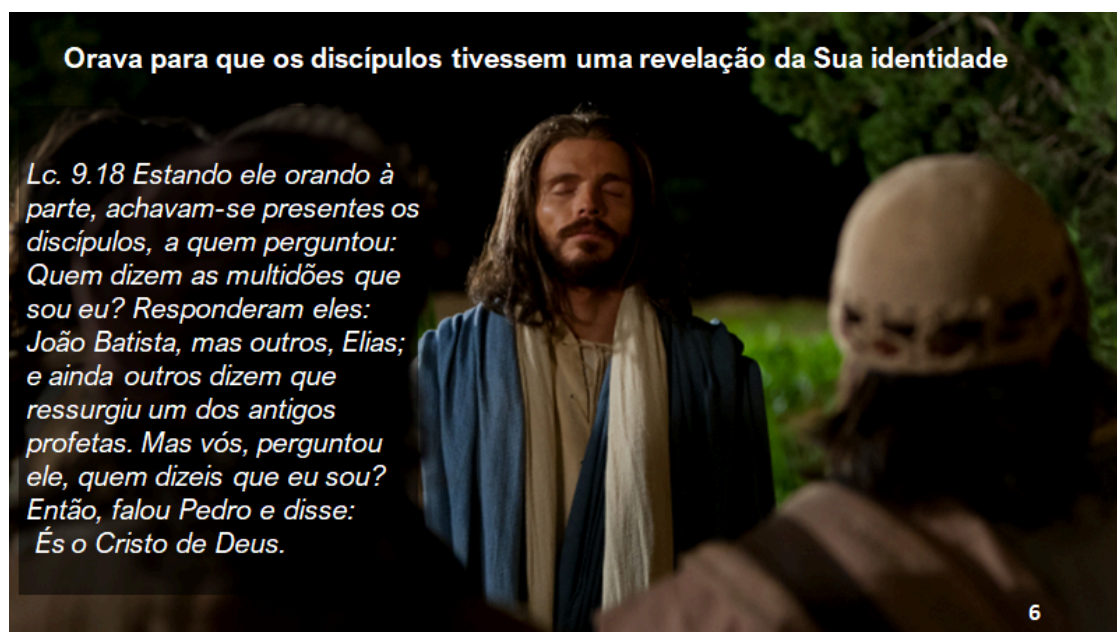 Orava para que os discípulos tivessem uma revelação da Sua identidade
Lc. 9.18 Estando ele orando à
parte, achavam-se presentes os
discípulos, a quem perguntou:
Quem dizem as multidões que
sou eu? Responderam eles:
João Batista, mas outros, Elias;
e ainda outros dizem que
ressurgiu um dos antigos
profetas. Mas vós, perguntou
ele, quem dizeis que eu sou?
Então, falou Pedro e disse:
És o Cristo de Deus.
6